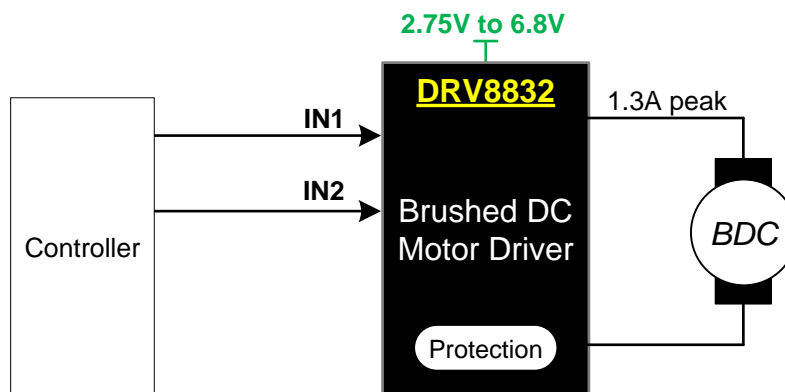 2.75V to 6.8V
DRV8832
1.3A peak
IN1
IN2
Brushed DC
Motor Driver
BDC
Controller
Protection